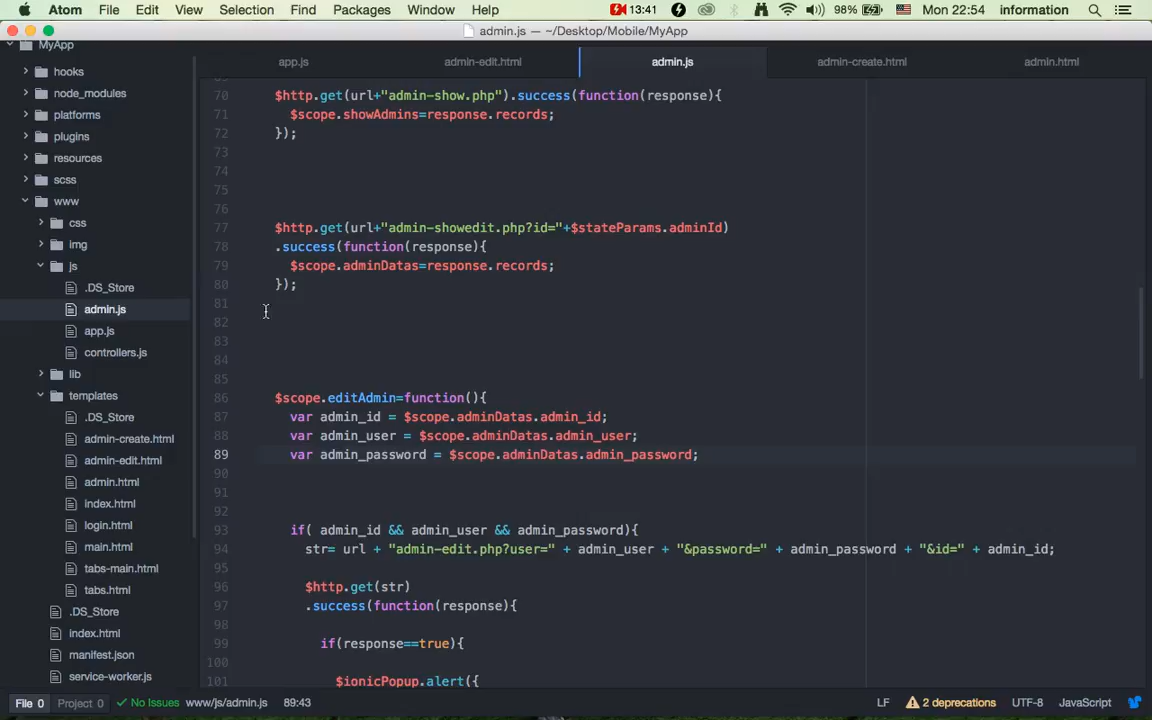 Atom File Edit View Selection Find Packages Window Help 13:41 98% Mon 22:54 information
admin.js — ~/Desktop/Mobile/MyApp
MyApp
hooks
node_modules
platforms
plugins
resources
scss
www
css
img
js
.DS_Store
admin.js
app.js
controllers.js
lib
templates
.DS_Store
admin-create.html
admin-edit.html
admin.html
index.html
login.html
main.html
tabs-main.html
tabs.html
.DS_Store
index.html
manifest.json
service-worker.js
app.js admin-edit.html admin.js admin-create.html admin.html
70 $http.get(url+"admin-show.php").success(function(response){
71 $scope.showAdmins=response.records;
72 });
73
74
75
76
77 $http.get(url+"admin-showedit.php?id="+$stateParams.adminId)
78 .success(function(response){
79 $scope.adminDatas=response.records;
80 });
81
82
83
84
85
86 $scope.editAdmin=function(){
87 var admin_id = $scope.adminDatas.admin_id;
88 var admin_user = $scope.adminDatas.admin_user;
89 var admin_password = $scope.adminDatas.admin_password;
90
91
92
93 if( admin_id && admin_user && admin_password){
94 str= url + "admin-edit.php?user=" + admin_user + "&password=" + admin_password + "&id=" + admin_id;
95
96 $http.get(str)
97 .success(function(response){
98
99 if(response==true){
100
101 $ionicPopup.alert({
File 0 Project 0 No Issues www/js/admin.js 89:43 LF 2 deprecations UTF-8 JavaScript